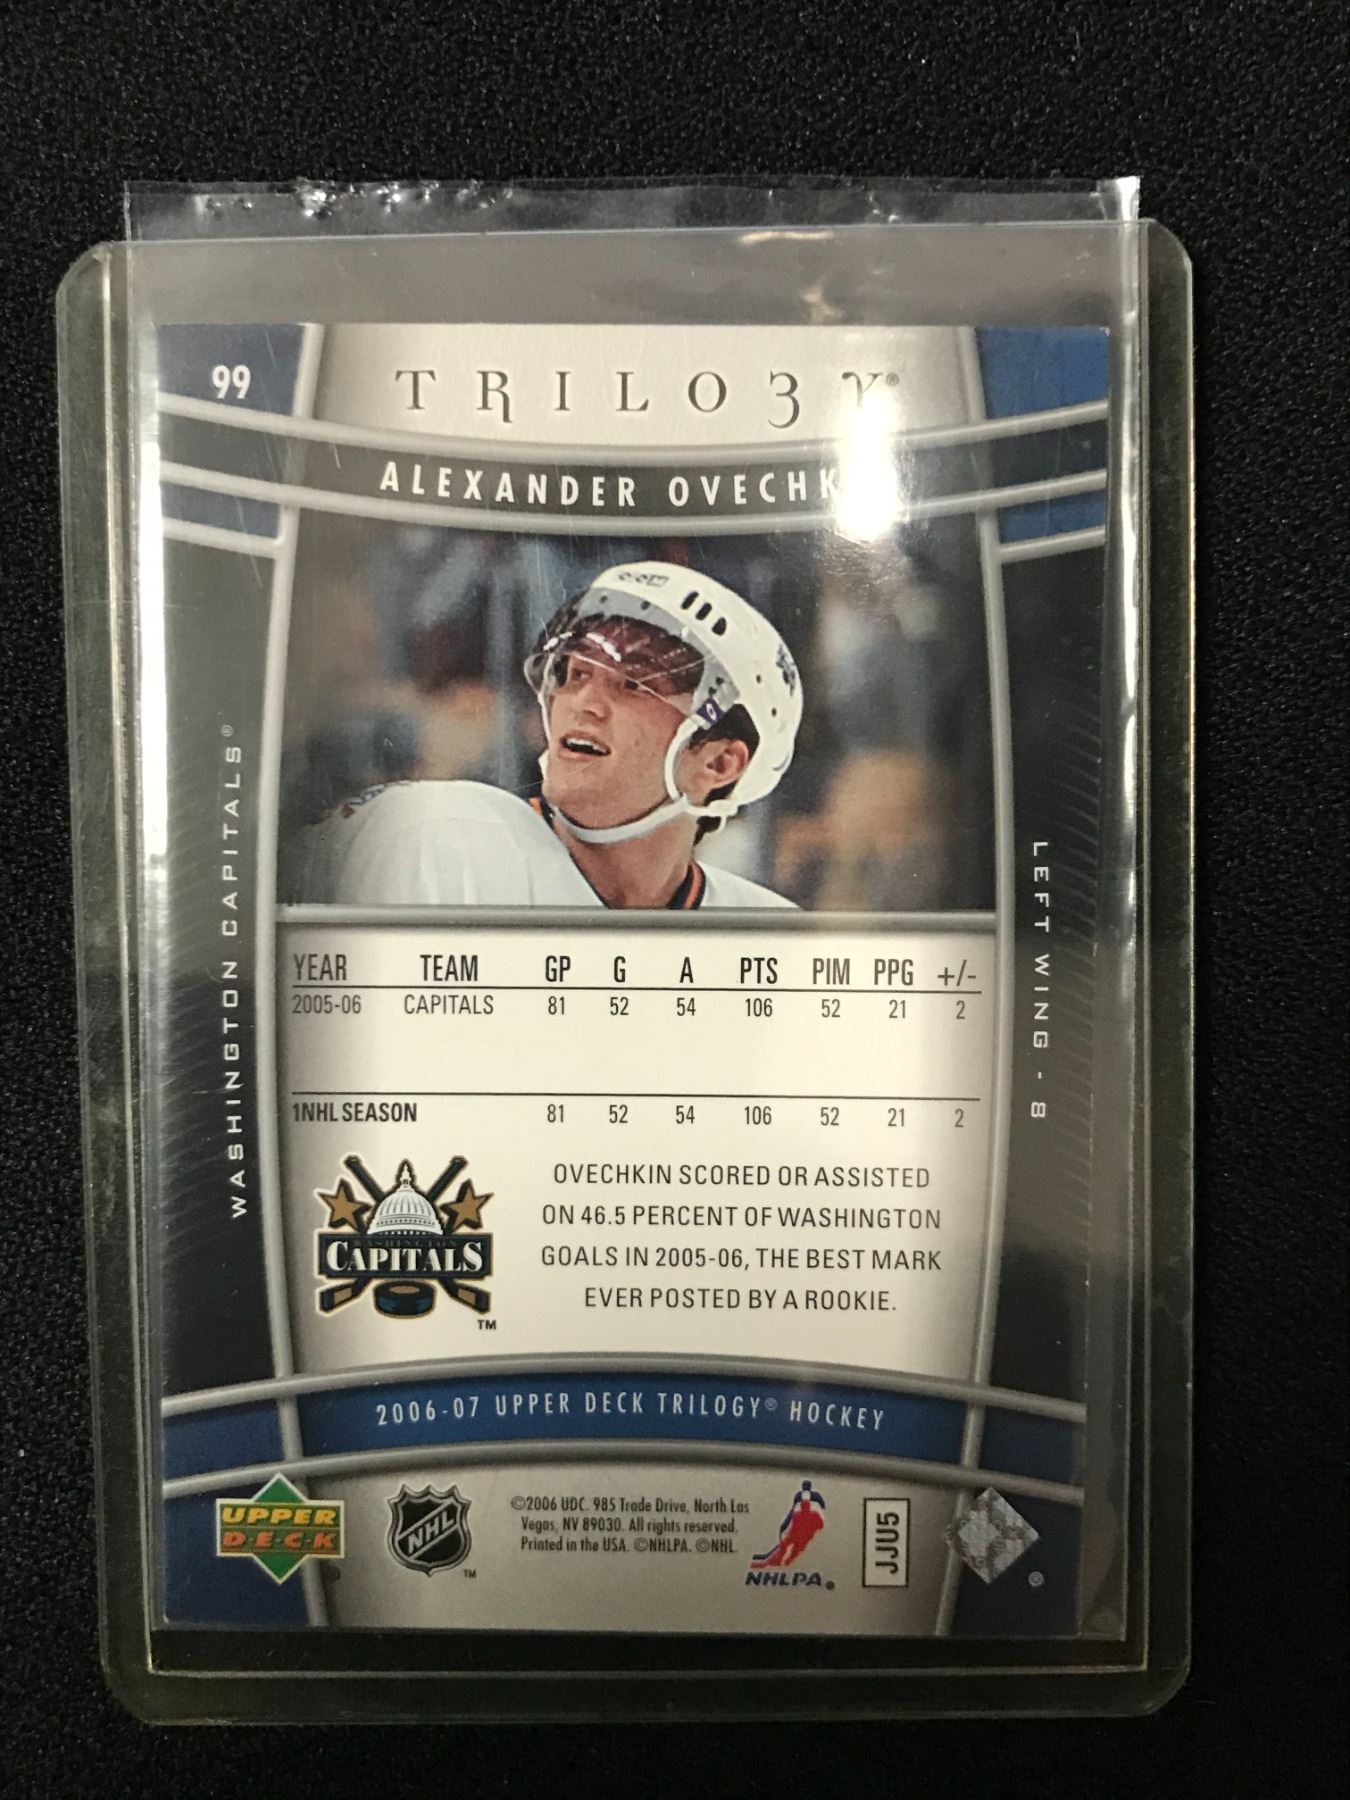 99
TRILOGY®
ALEXANDER OVECHK
WASHINGTON CAPITALS®
LEFT WING - 8
YEAR TEAM GP G A PTS PIM PPG +/-
2005-06 CAPITALS 81 52 54 106 52 21 2
1NHL SEASON 81 52 54 106 52 21 2
WASHINGTON
CAPITALS
TM
OVECHKIN SCORED OR ASSISTED
ON 46.5 PERCENT OF WASHINGTON
GOALS IN 2005-06, THE BEST MARK
EVER POSTED BY A ROOKIE.
2006-07 UPPER DECK TRILOGY® HOCKEY
UPPER
DECK
NHL
TM
©2006 UDC. 985 Trade Drive, North Las
Vegas, NV 89030. All rights reserved.
Printed in the USA. ©NHLPA. ©NHL.
NHLPA®
JJU5
®